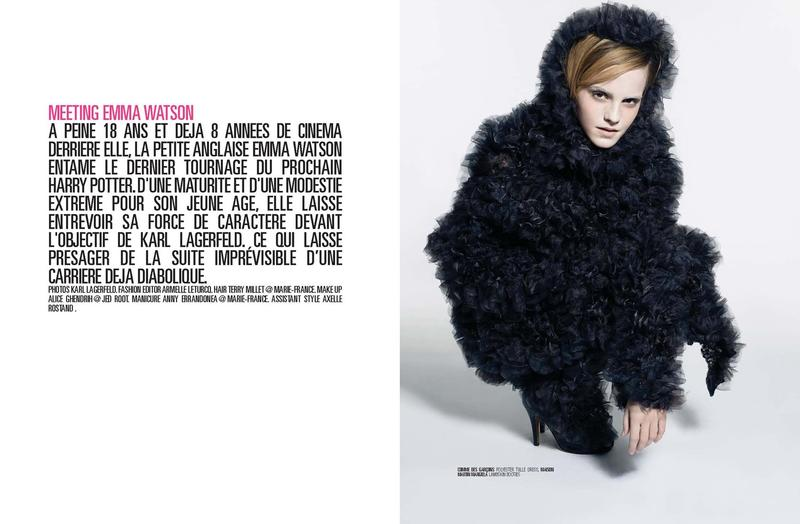 MEETING EMMA WATSON
A PEINE 18 ANS ET DEJA 8 ANNEES DE CINEMA
DERRIERE ELLE, LA PETITE ANGLAISE EMMA WATSON
ENTAME LE DERNIER TOURNAGE DU PROCHAIN
HARRY POTTER. D'UNE MATURITE ET D'UNE MODESTIE
EXTREME POUR SON JEUNE AGE, ELLE LAISSE
ENTREVOIR SA FORCE DE CARACTERE DEVANT
L'OBJECTIF DE KARL LAGERFELD. CE QUI LAISSE
PRESAGER DE LA SUITE IMPRÉVISIBLE D'UNE
CARRIERE DEJA DIABOLIQUE.
PHOTOS KARL LAGERFELD. FASHION EDITOR ARMELLE LETURCQ. HAIR TERRY MILLET @ MARIE-FRANCE. MAKE UP
ALICE GHENDRIH @ JED ROOT. MANICURE ANNY ERRANDONEA @ MARIE-FRANCE. ASSISTANT STYLE AXELLE
ROSTAND .
COMME DES GARÇONS POLYESTER TULLE DRESS, MAISON
MARTIN MARGIELA LAMBSKIN BOOTIES